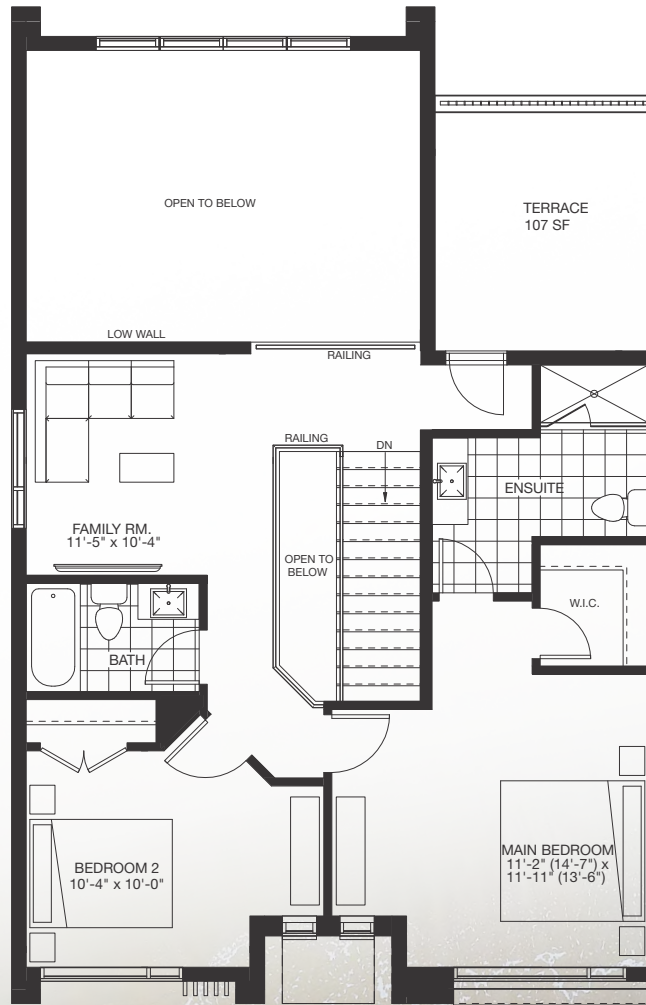 OPEN TO BELOW
TERRACE
107 SF
LOW WALL
RAILING
RAILING
DN
ENSUITE
FAMILY RM.
11'-5" x 10'-4"
OPEN TO
BELOW
W.I.C.
BATH
MAIN BEDROOM
11'-2" (14'-7") x
11'-11" (13'-6")
BEDROOM 2
10'-4" x 10'-0"